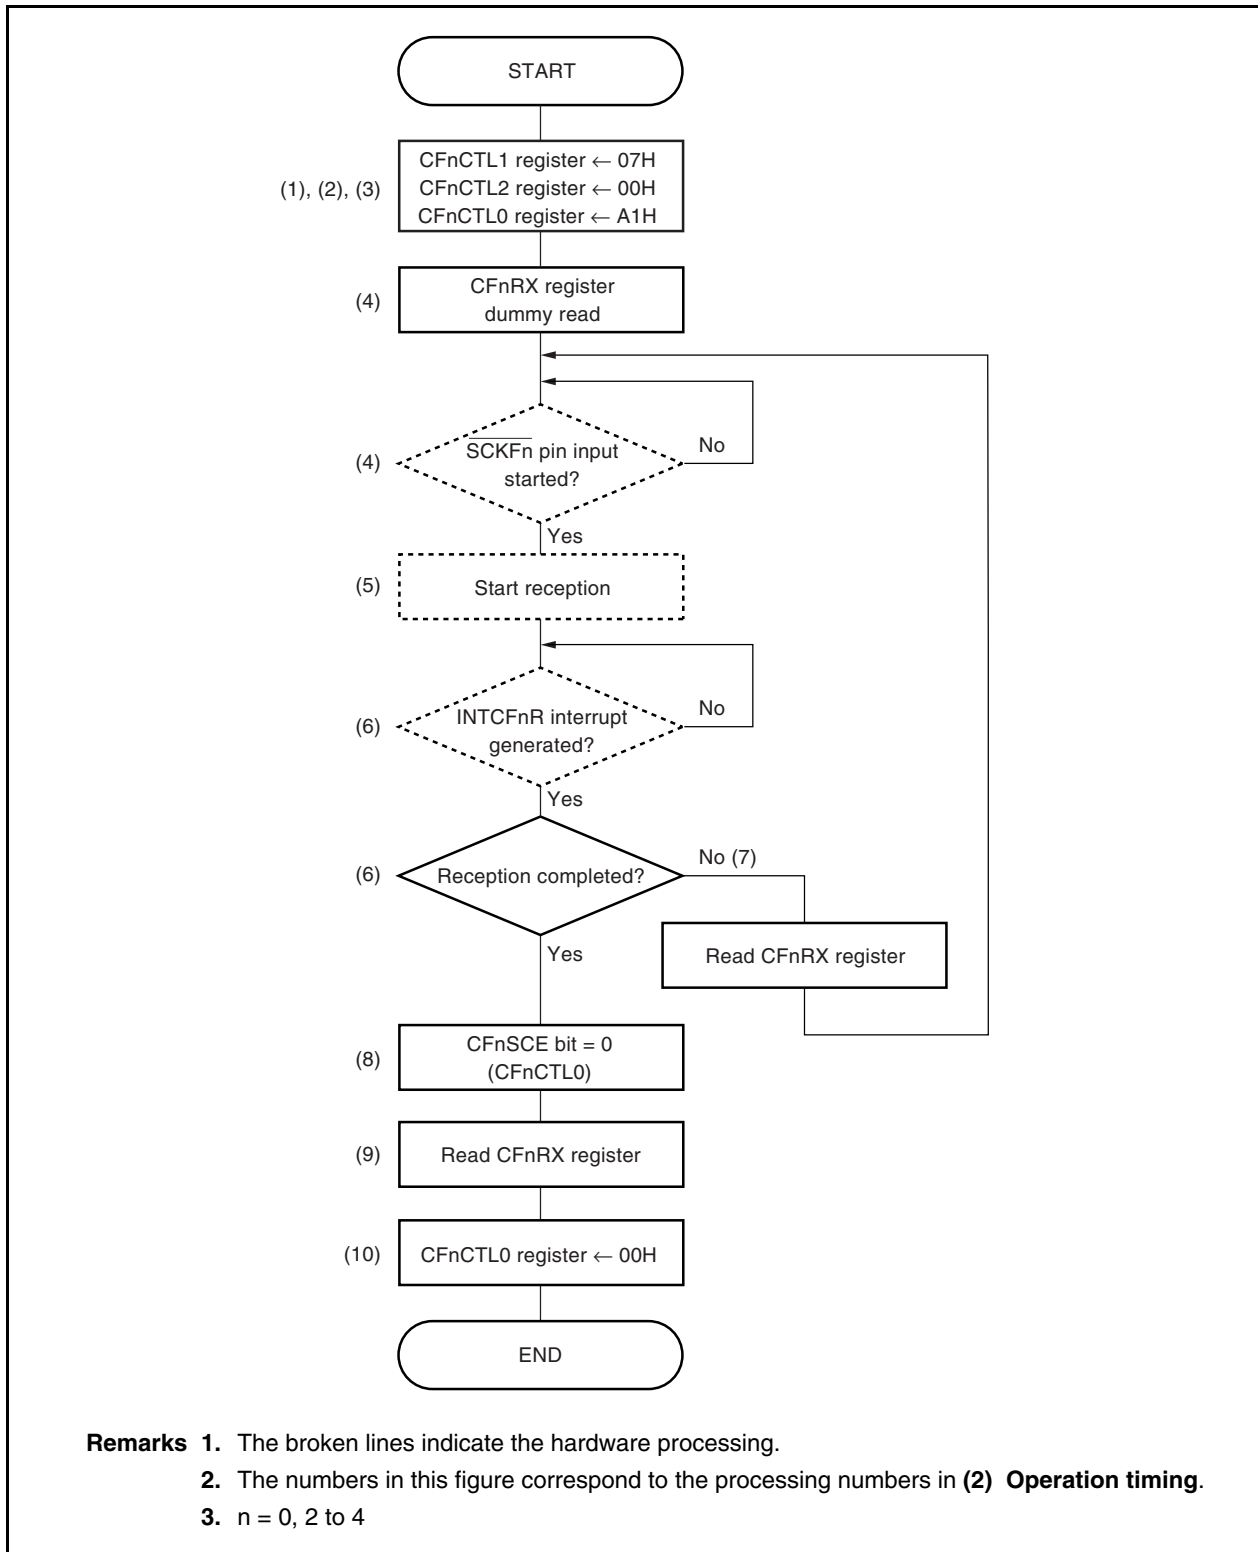 START
(1), (2), (3)
CFnCTL1 register ← 07H
CFnCTL2 register ← 00H
CFnCTL0 register ← A1H
(4)
CFnRX register
dummy read
(4)
SCKFn pin input
started?
No
Yes
(5)
Start reception
(6)
INTCFnR interrupt
generated?
No
Yes
(6)
Reception completed?
No (7)
Read CFnRX register
Yes
(8)
CFnSCE bit = 0
(CFnCTL0)
(9)
Read CFnRX register
(10)
CFnCTL0 register ← 00H
END
Remarks 1. The broken lines indicate the hardware processing.
2. The numbers in this figure correspond to the processing numbers in (2) Operation timing.
3. n = 0, 2 to 4